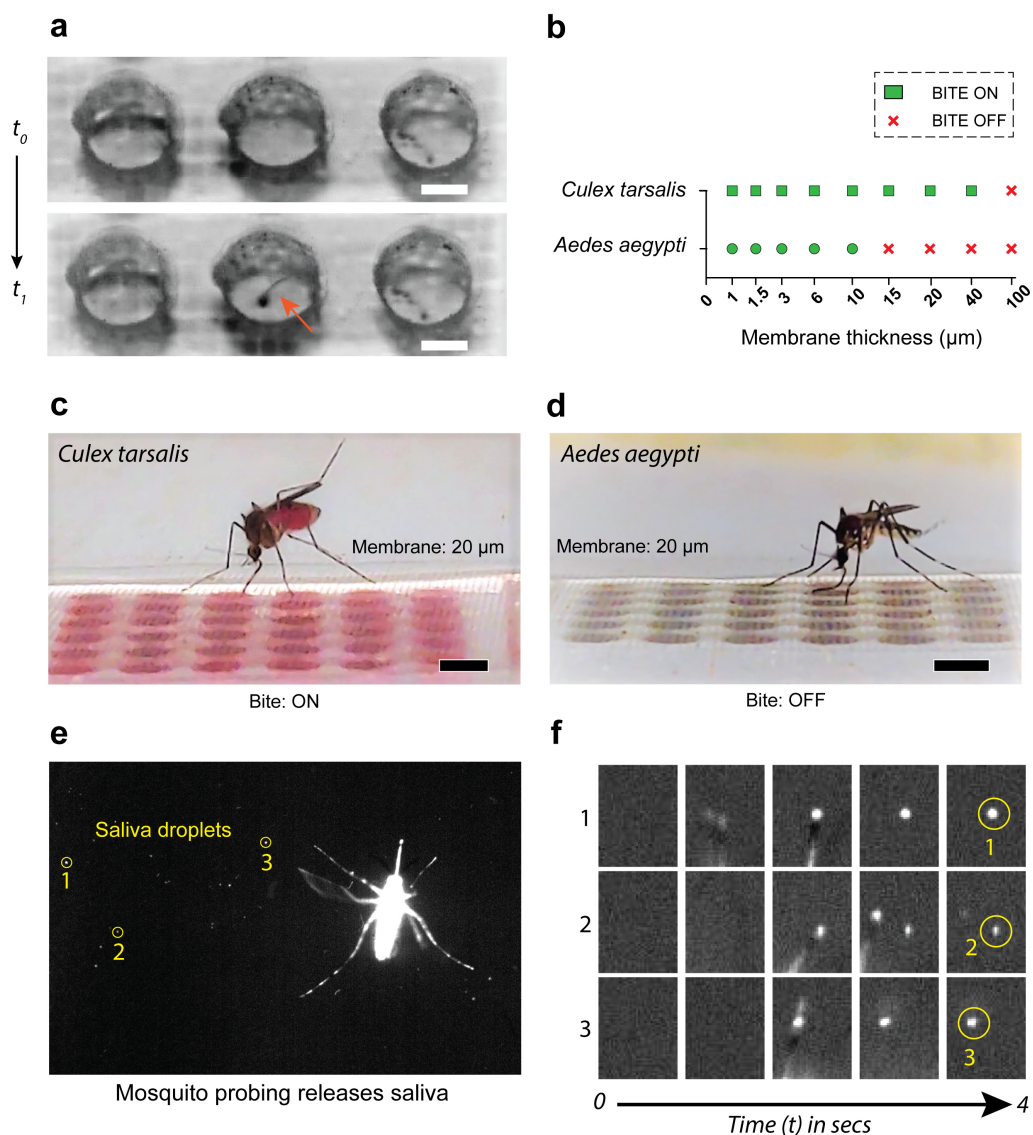 a
t0
t1
b
BITE ON
BITE OFF
Culex tarsalis
Aedes aegypti
0 1 1.5 3 6 10 15 20 40 100
Membrane thickness (µm)
c
Culex tarsalis
Membrane: 20 µm
Bite: ON
d
Aedes aegypti
Membrane: 20 µm
Bite: OFF
e
Saliva droplets
1
2
3
Mosquito probing releases saliva
f
1
1
2
2
3
3
0 4
Time (t) in secs